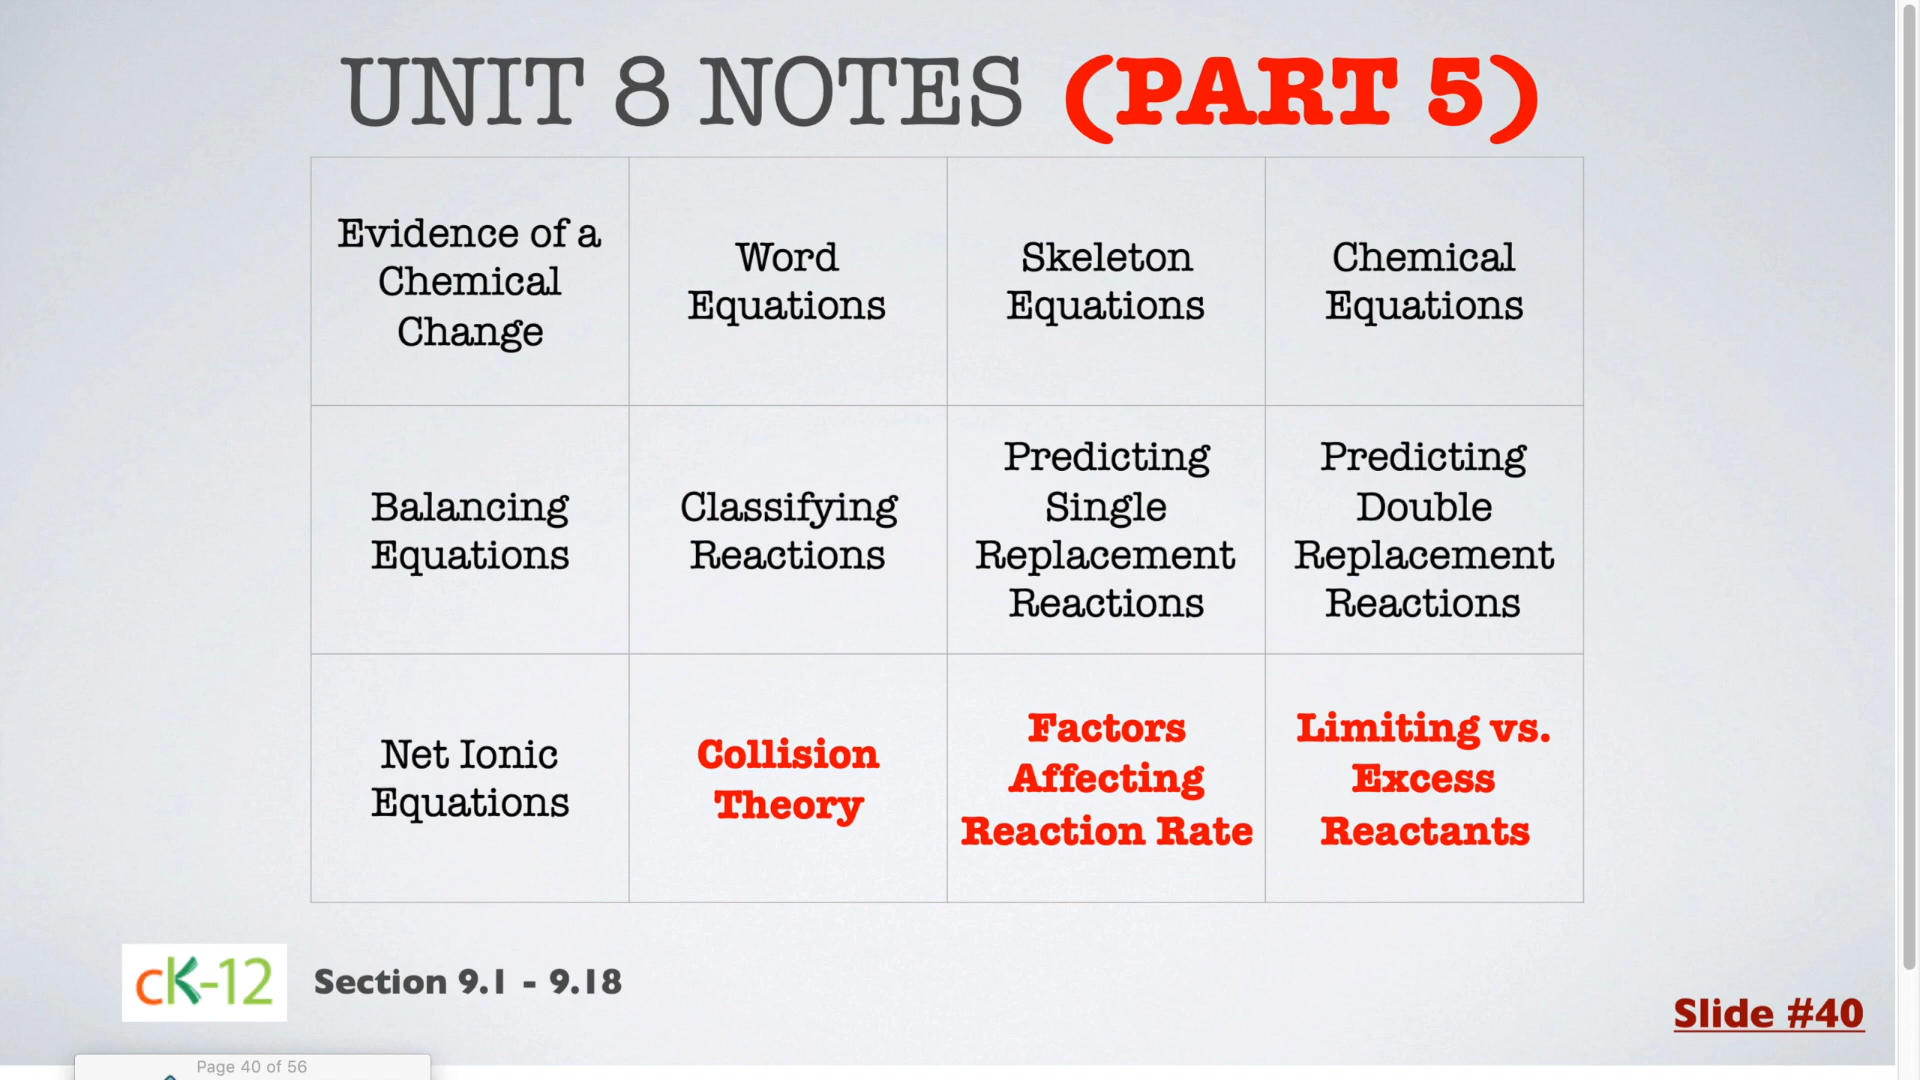 UNIT 8 NOTES (PART 5)
Evidence of a
Chemical
Change
Word
Equations
Skeleton
Equations
Chemical
Equations
Balancing
Equations
Classifying
Reactions
Predicting
Single
Replacement
Reactions
Predicting
Double
Replacement
Reactions
Net Ionic
Equations
Collision
Theory
Factors
Affecting
Reaction Rate
Limiting vs.
Excess
Reactants
cK-12
Section 9.1 - 9.18
Slide #40
Page 40 of 56